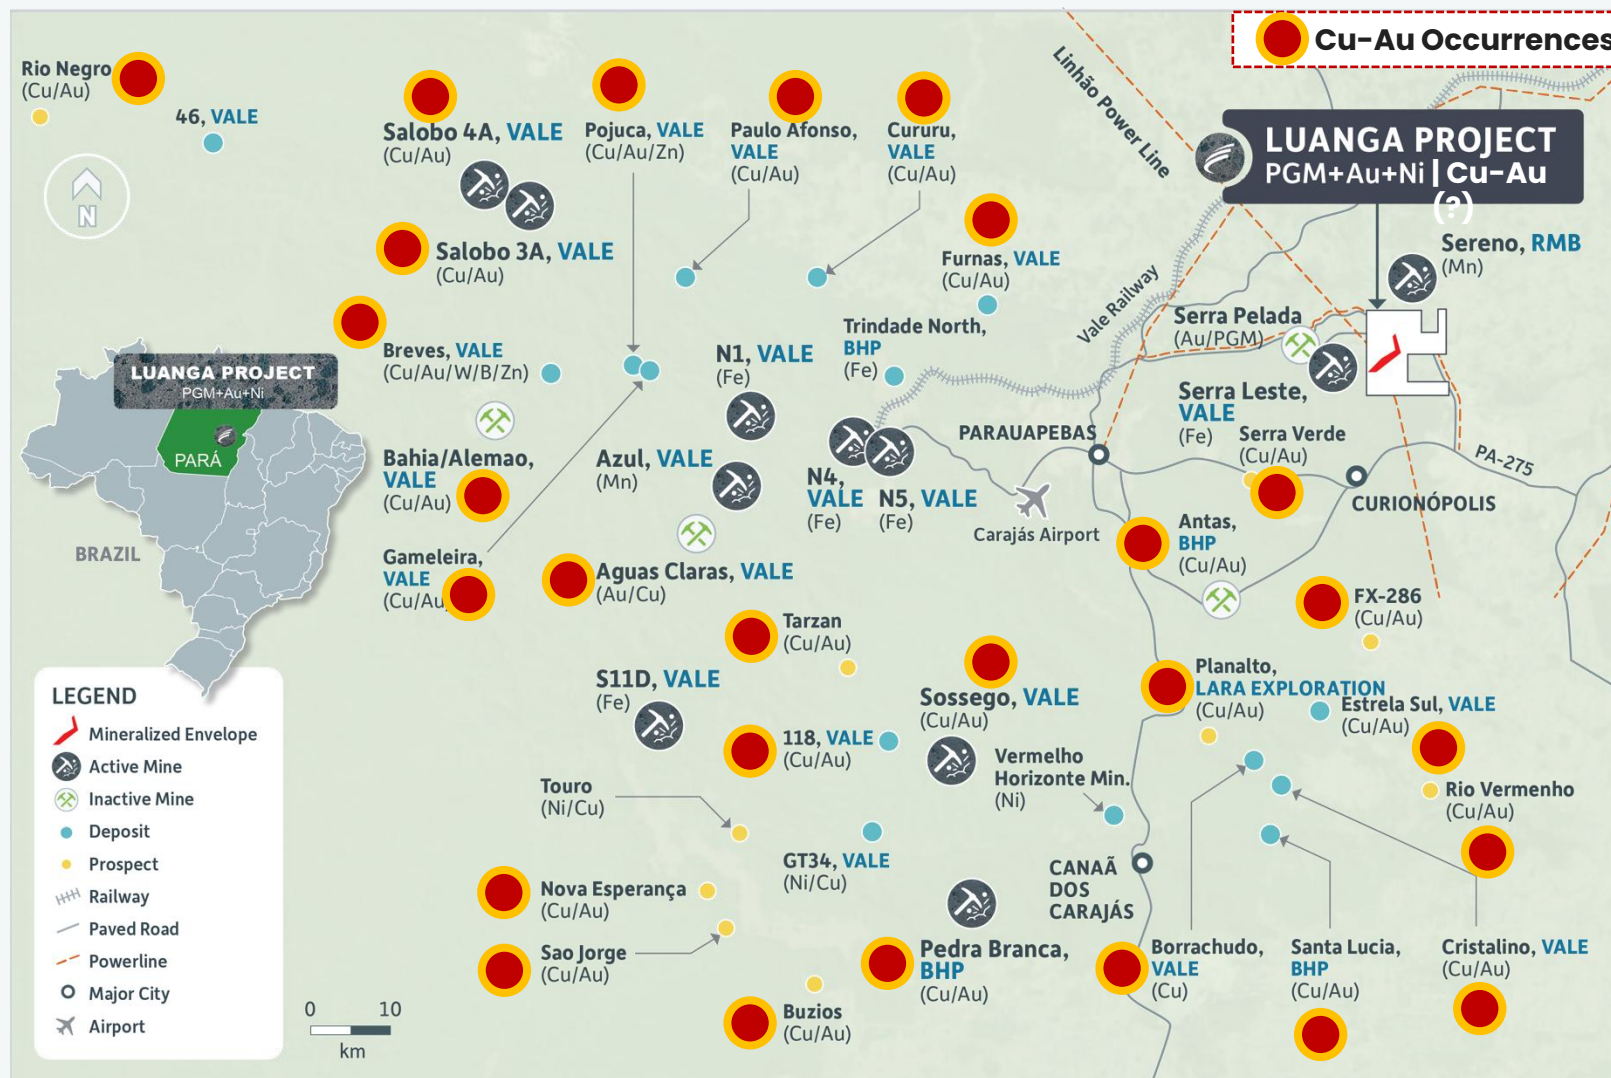 Cu-Au Occurrences
Rio Negro
(Cu/Au)
46, VALE
Salobo 4A, VALE
(Cu/Au)
Pojuca, VALE
(Cu/Au/Zn)
Paulo Afonso,
VALE
(Cu/Au)
Cururu,
VALE
(Cu/Au)
Linhão Power Line
LUANGA PROJECT
PGM+Au+Ni | Cu-Au
(?)
N
Salobo 3A, VALE
(Cu/Au)
Furnas, VALE
(Cu/Au)
Sereno, RMB
(Mn)
Vale Railway
Serra Pelada
(Au/PGM)
Trindade North,
BHP
(Fe)
Breves, VALE
(Cu/Au/W/B/Zn)
N1, VALE
(Fe)
LUANGA PROJECT
PGM+Au+Ni
PARÁ
BRAZIL
Serra Leste,
VALE
(Fe)
Serra Verde
(Cu/Au)
PARAUAPEBAS
PA-275
CURIONÓPOLIS
Bahia/Alemao,
VALE
(Cu/Au)
Azul, VALE
(Mn)
N4,
VALE
(Fe)
N5, VALE
(Fe)
Carajás Airport
Antas,
BHP
(Cu/Au)
Gameleira,
VALE
(Cu/Au)
Aguas Claras, VALE
(Au/Cu)
FX-286
(Cu/Au)
Tarzan
(Cu/Au)
S11D, VALE
(Fe)
Sossego, VALE
(Cu/Au)
Planalto,
LARA EXPLORATION
(Cu/Au)
Estrela Sul, VALE
(Cu/Au)
118, VALE
(Cu/Au)
Vermelho
Horizonte Min.
(Ni)
Rio Vermenho
(Cu/Au)
Touro
(Ni/Cu)
GT34, VALE
(Ni/Cu)
CANAÃ
DOS
CARAJÁS
Nova Esperança
(Cu/Au)
Sao Jorge
(Cu/Au)
Pedra Branca,
BHP
(Cu/Au)
Borrachudo,
VALE
(Cu)
Santa Lucia,
BHP
(Cu/Au)
Cristalino, VALE
(Cu/Au)
Buzios
(Cu/Au)
LEGEND
Mineralized Envelope
Active Mine
Inactive Mine
Deposit
Prospect
Railway
Paved Road
Powerline
Major City
Airport
0 10
km